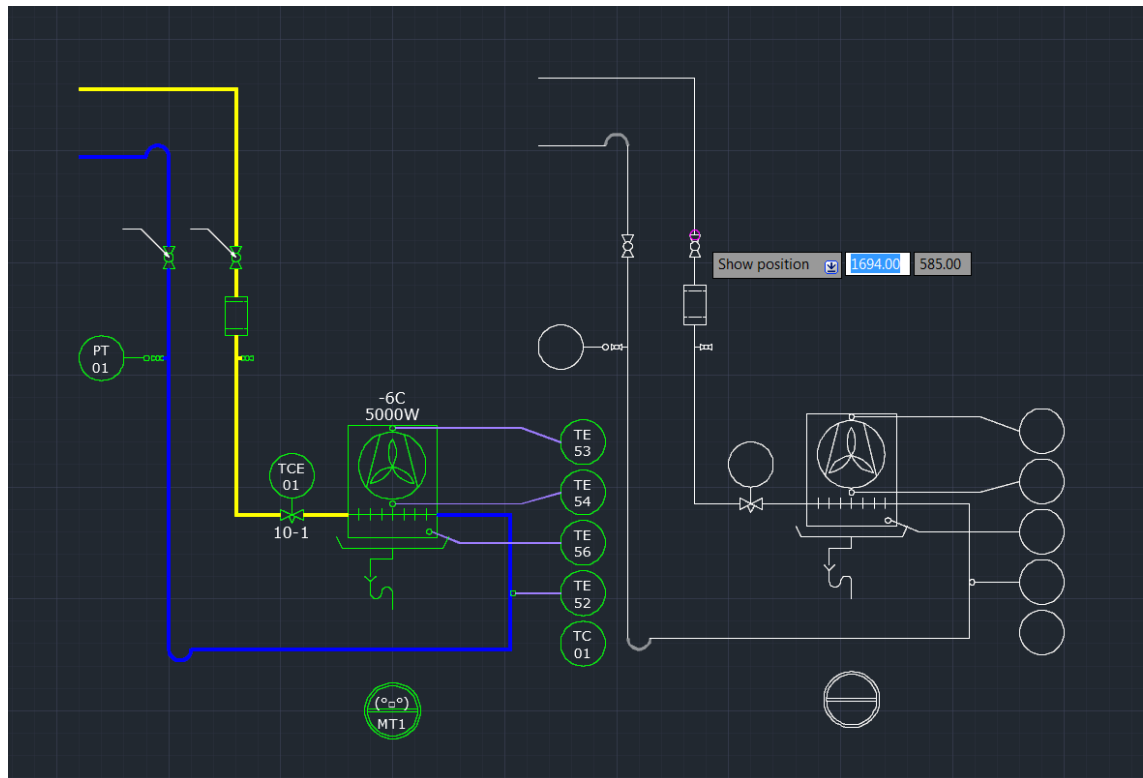 Show position 1694.00 585.00
PT
01
-6C
5000W
TE
53
TCE
01
TE
54
10-1
TE
56
TE
52
TC
01
(°□°)
MT1